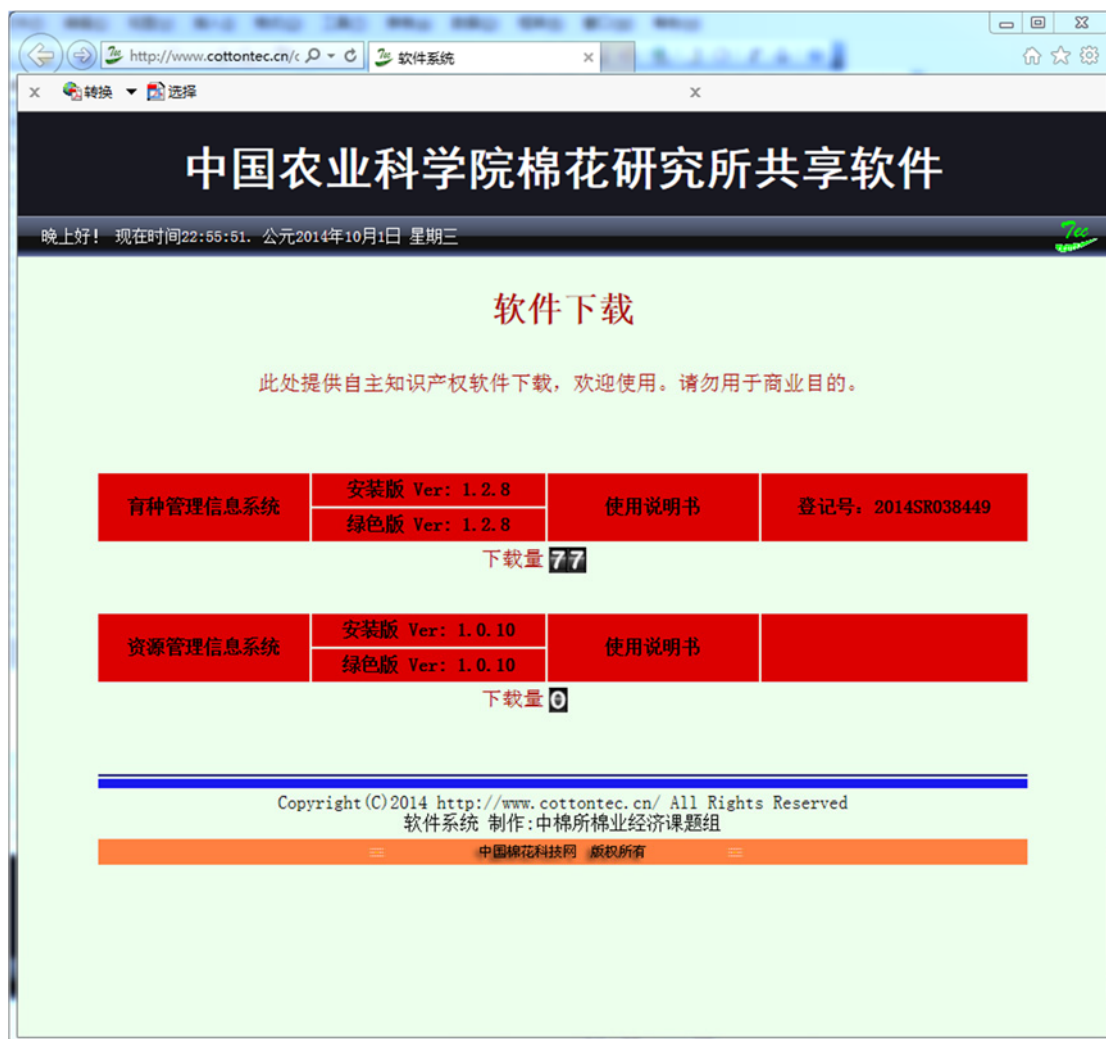 http://www.cottontec.cn/c
软件系统
转换 选择
中国农业科学院棉花研究所共享软件
晚上好! 现在时间22:55:51. 公元2014年10月1日 星期三
Tec
软件下载
此处提供自主知识产权软件下载，欢迎使用。请勿用于商业目的。
育种管理信息系统
安装版 Ver: 1.2.8
绿色版 Ver: 1.2.8
使用说明书
登记号：2014SR038449
下载量 77
资源管理信息系统
安装版 Ver: 1.0.10
绿色版 Ver: 1.0.10
使用说明书
下载量 0
Copyright(C)2014 http://www.cottontec.cn/ All Rights Reserved
软件系统 制作:中棉所棉业经济课题组
中国棉花科技网 版权所有